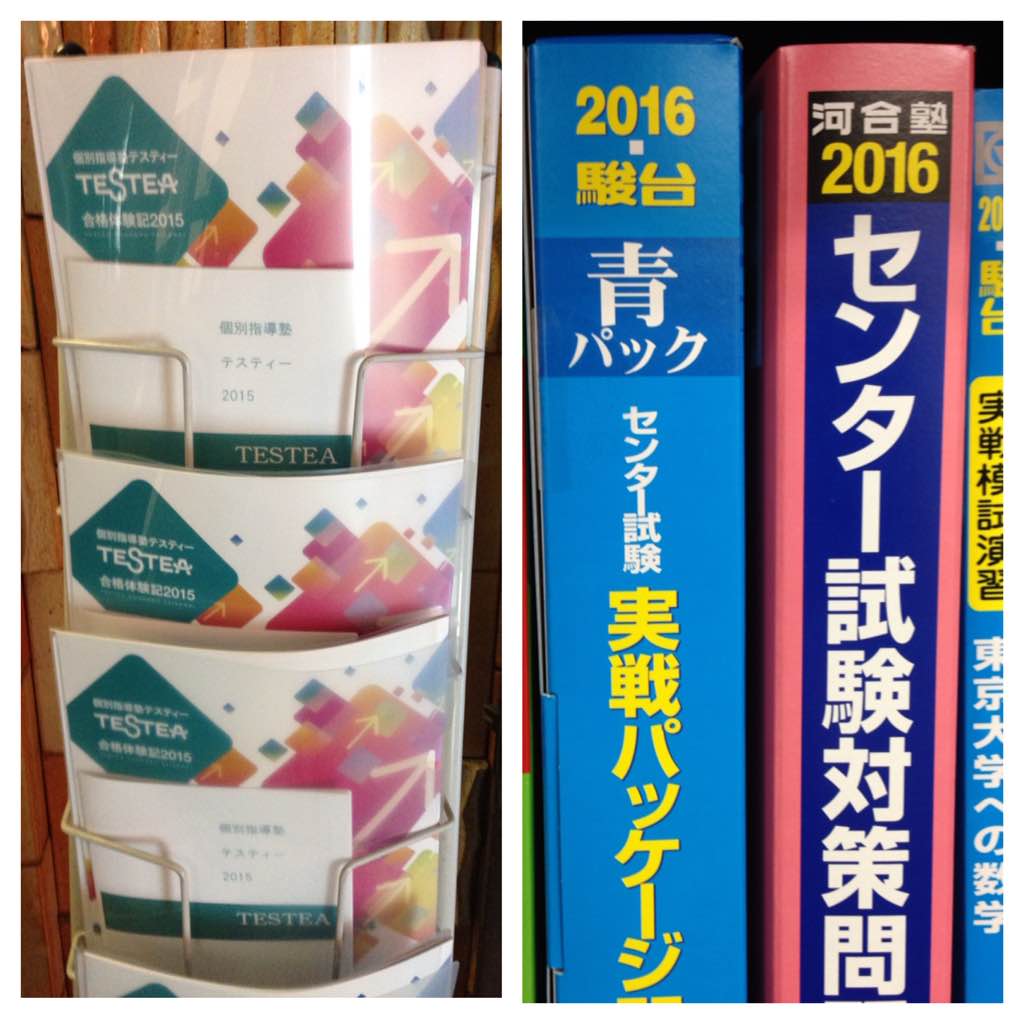 個別指導塾テスティー
TESTEA
合格体験記2015
個別指導塾
テスティー
2015
TESTEA
個別指導塾テスティー
TESTEA
合格体験記2015
個別指導塾テスティー
TESTEA
合格体験記2015
個別指導塾
テスティー
2015
TESTEA
2016・駿台
青パック
センター試験
実戦パッケージ
河合塾
2016
センター試験対策問
20
駿台
実戦模試演習
東京大学への数学